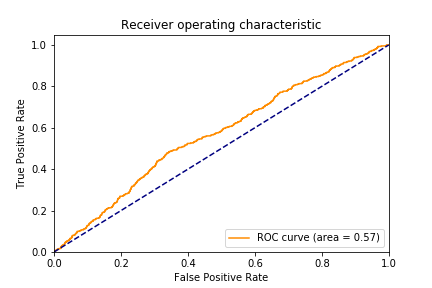 Receiver operating characteristic
True Positive Rate
1.0
0.8
0.6
0.4
0.2
0.0
0.0 0.2 0.4 0.6 0.8 1.0
False Positive Rate
ROC curve (area = 0.57)